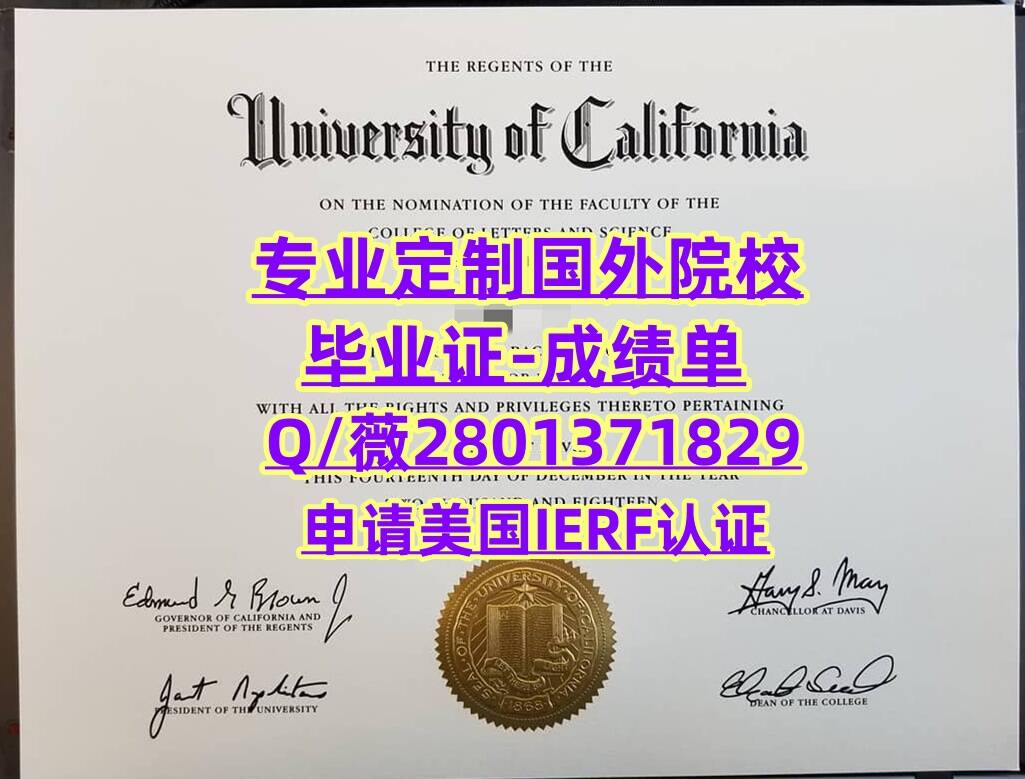 THE REGENTS OF THE
University of California
ON THE NOMINATION OF THE FACULTY OF THE
COLLEGE OF LETTERS AND SCIENCE
专业定制国外院校
毕业证-成绩单
WITH ALL THE RIGHTS AND PRIVILEGES THERETO PERTAINING
Q/薇2801371829
THIS FOURTEENTH DAY OF DECEMBER IN THE YEAR
TWO THOUSAND AND EIGHTEEN
申请美国IERF认证
GOVERNOR OF CALIFORNIA AND
PRESIDENT OF THE REGENTS
CHANCELLOR AT DAVIS
PRESIDENT OF THE UNIVERSITY
DEAN OF THE COLLEGE
SEAL OF THE UNIVERSITY OF CALIFORNIA
1868